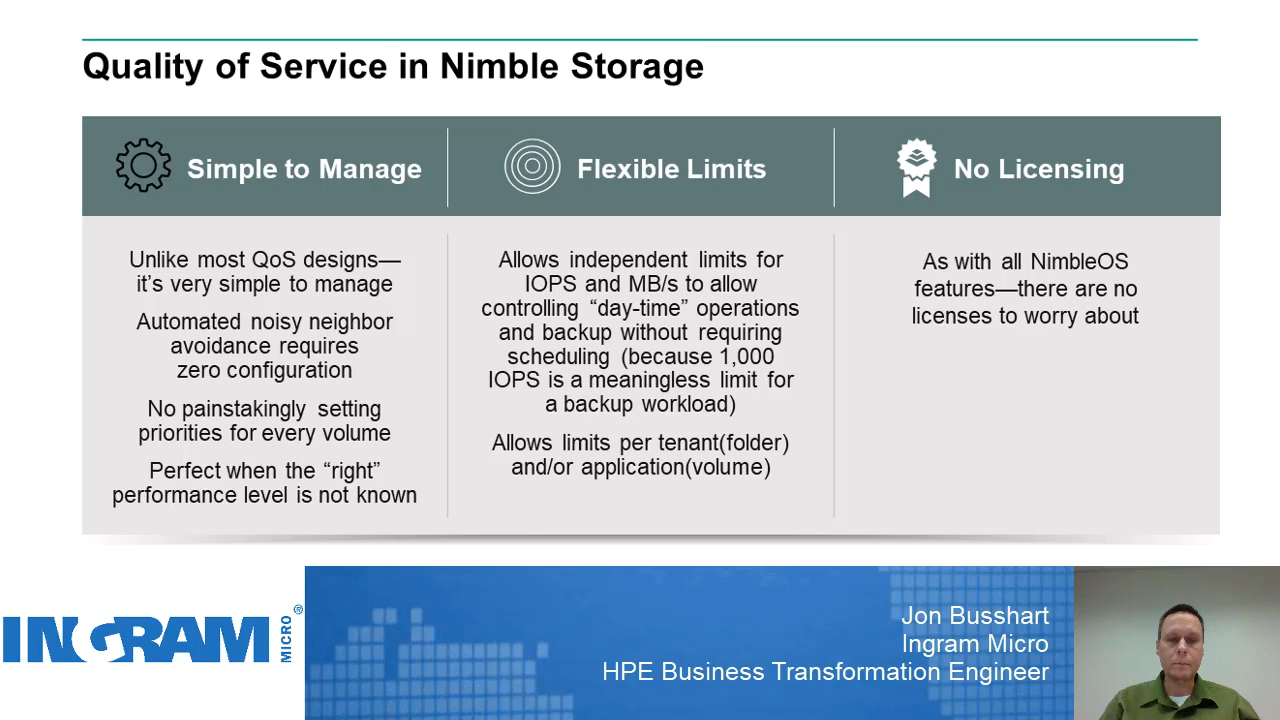 Quality of Service in Nimble Storage
Simple to Manage
Unlike most QoS designs—
it’s very simple to manage
Automated noisy neighbor
avoidance requires
zero configuration
No painstakingly setting
priorities for every volume
Perfect when the “right”
performance level is not known
Flexible Limits
Allows independent limits for
IOPS and MB/s to allow
controlling “day-time” operations
and backup without requiring
scheduling (because 1,000
IOPS is a meaningless limit for
a backup workload)
Allows limits per tenant(folder)
and/or application(volume)
No Licensing
As with all NimbleOS
features—there are no
licenses to worry about
INGRAM MICRO®
Jon Busshart
Ingram Micro
HPE Business Transformation Engineer